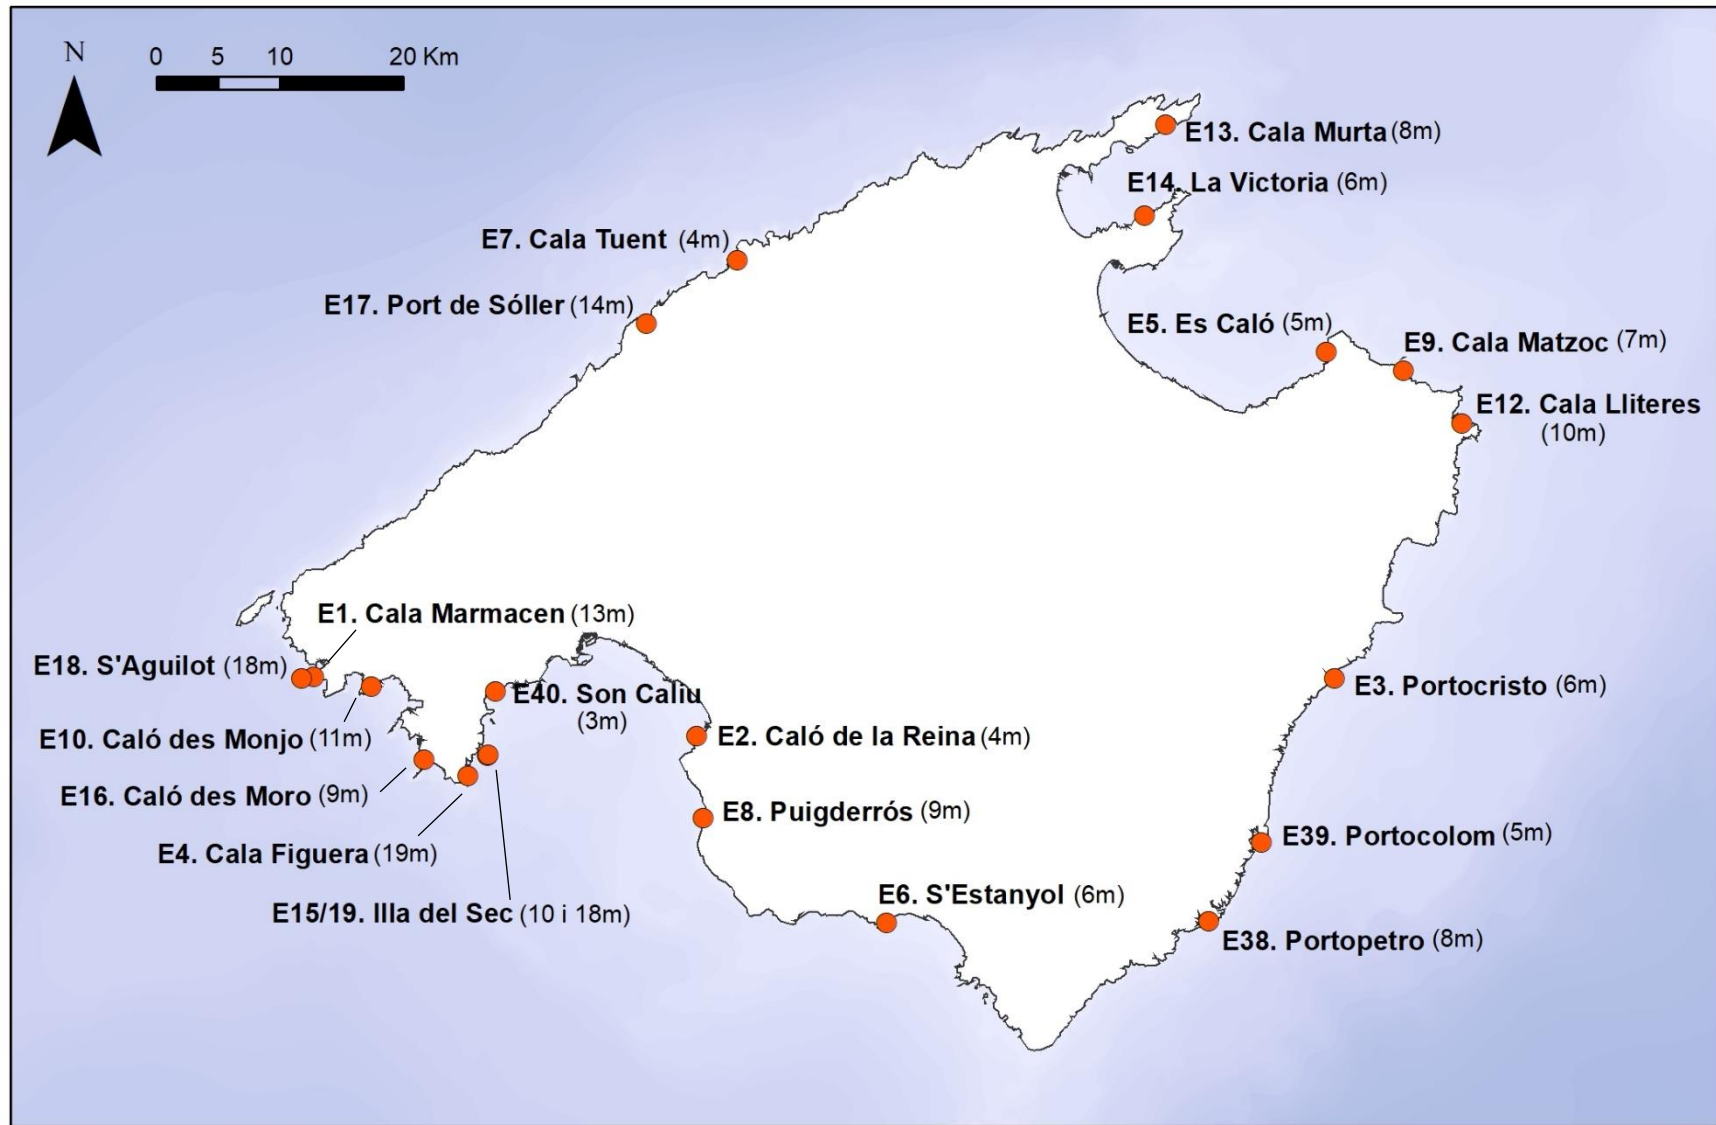 N
0 5 10 20 Km
E13. Cala Murta (8m)
E14. La Victoria (6m)
E7. Cala Tuent (4m)
E17. Port de Sóller (14m)
E5. Es Caló (5m)
E9. Cala Matzoc (7m)
E12. Cala Lliteres
(10m)
E1. Cala Marmacen (13m)
E18. S'Aguilot (18m)
E40. Son Caliu
(3m)
E3. Portocristo (6m)
E10. Caló des Monjo (11m)
E2. Caló de la Reina (4m)
E16. Caló des Moro (9m)
E8. Puigderrós (9m)
E4. Cala Figuera (19m)
E39. Portocolom (5m)
E15/19. Illa del Sec (10 i 18m)
E6. S'Estanyol (6m)
E38. Portopetro (8m)